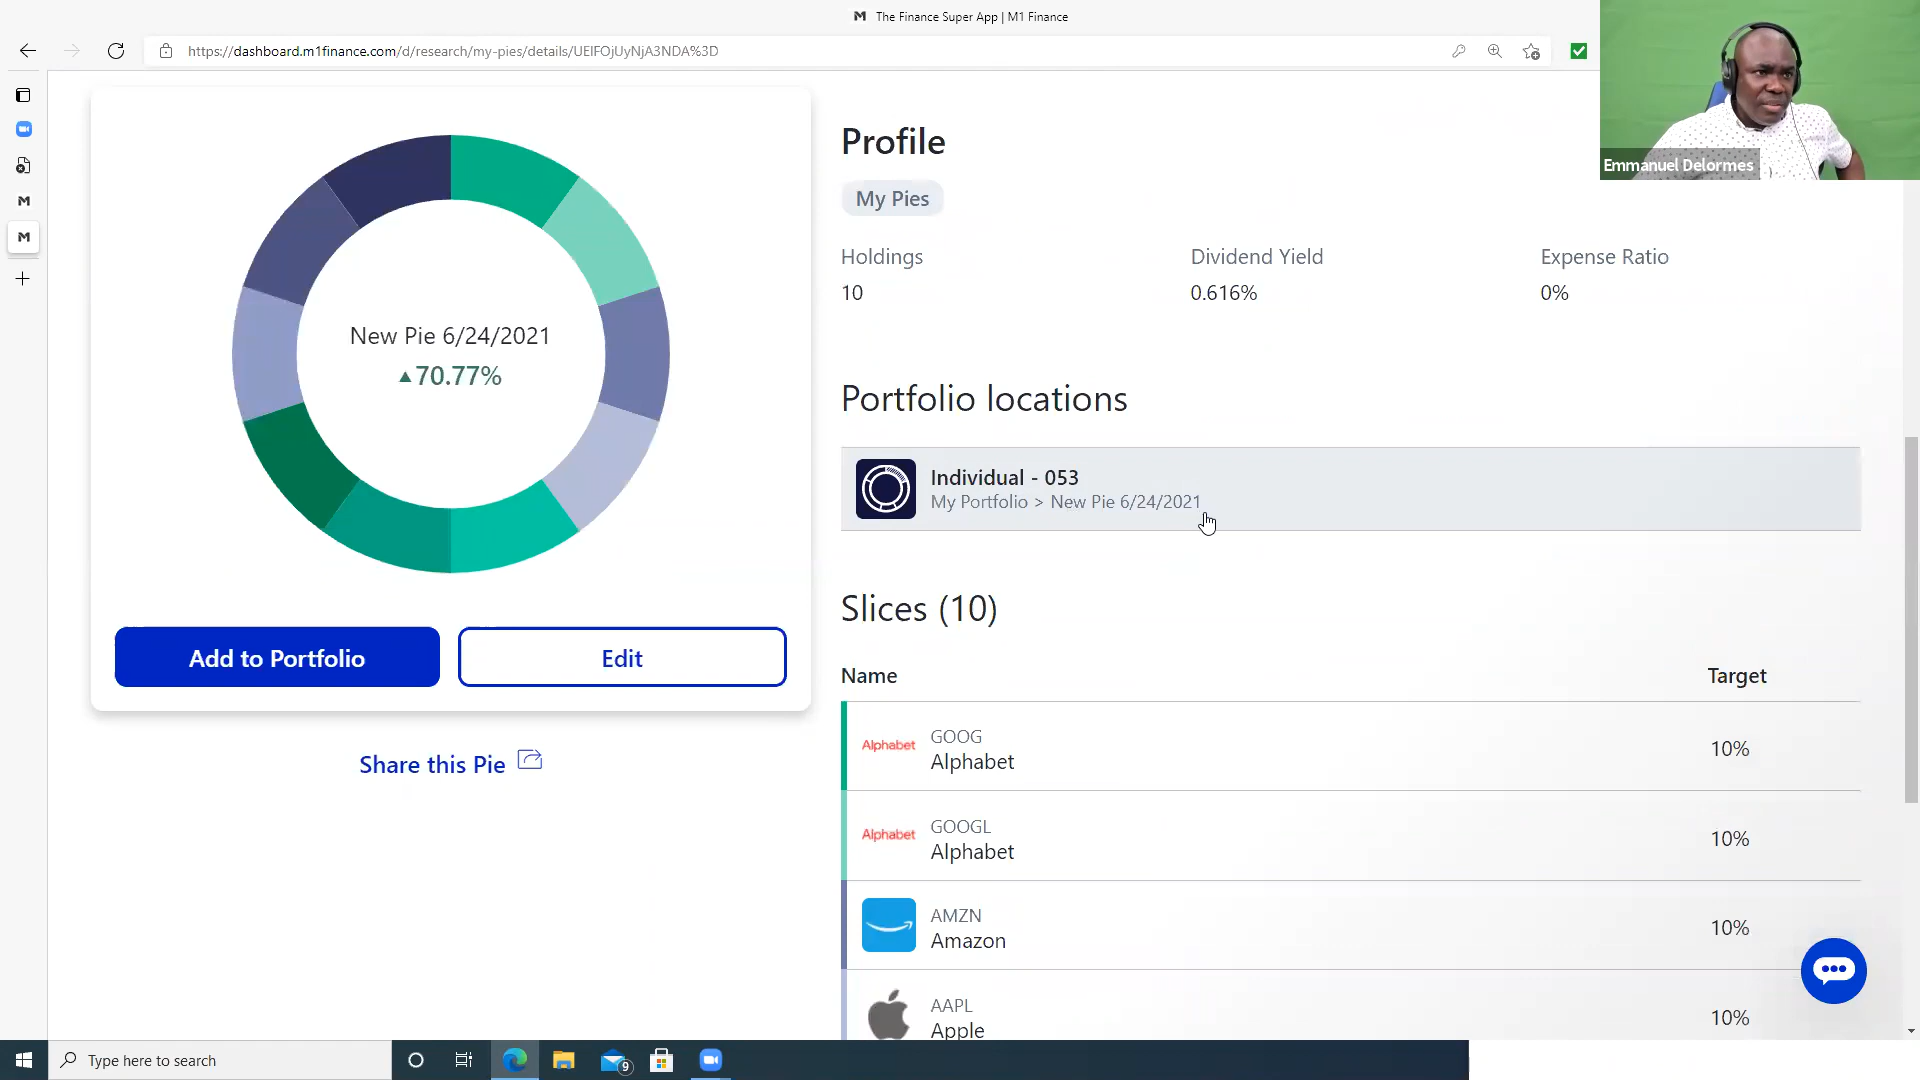 The Finance Super App | M1 Finance
https://dashboard.m1finance.com/d/research/my-pies/details/UEIFOjUyNjA3NDA%3D
Emmanuel Delormes
New Pie 6/24/2021
▲70.77%
Add to Portfolio
Edit
Share this Pie
Profile
My Pies
Holdings
Dividend Yield
Expense Ratio
10
0.616%
0%
Portfolio locations
Individual - 053
My Portfolio > New Pie 6/24/2021
Slices (10)
Name
Target
Alphabet
GOOG
Alphabet
10%
Alphabet
GOOGL
Alphabet
10%
AMZN
Amazon
10%
AAPL
Apple
10%
Type here to search
9